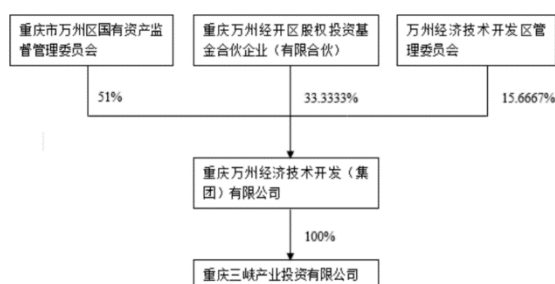 重庆市万州区国有资产监
督管理委员会
重庆万州经开区股权投资基
金合伙企业（有限合伙）
万州经济技术开发区管
理委员会
51%
33.3333%
15.6667%
重庆万州经济技术开发（集
团）有限公司
100%
重庆三峡产业投资有限公司